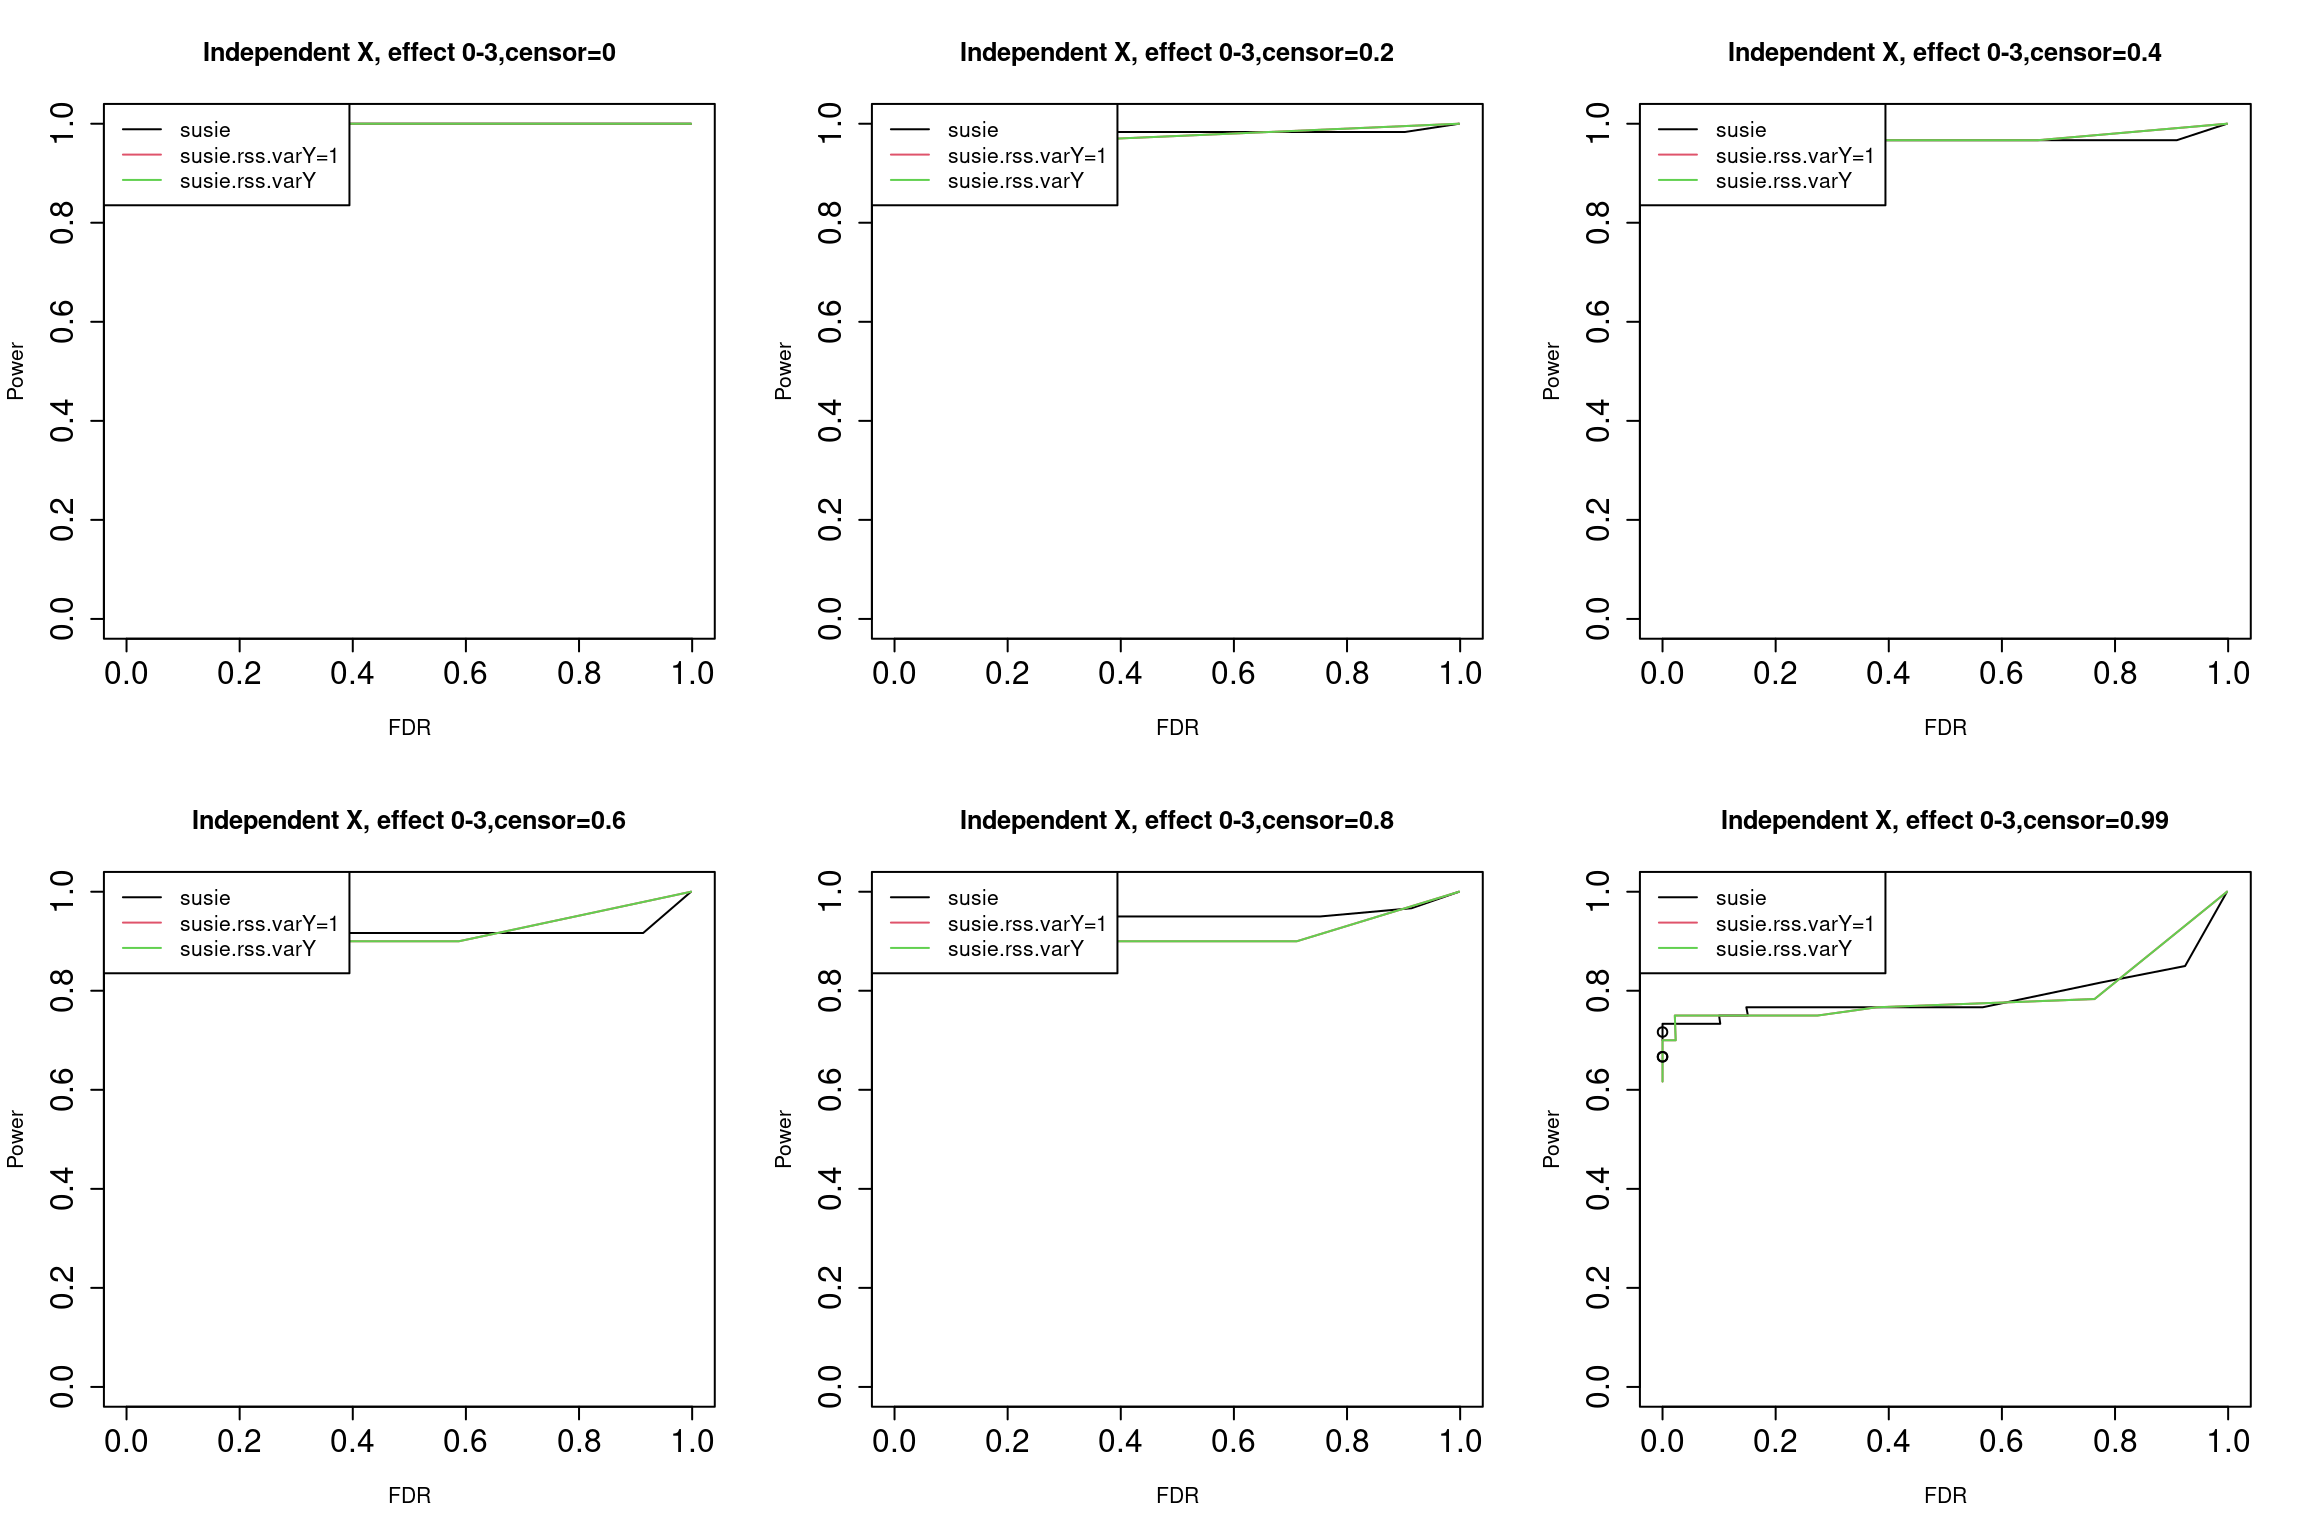 Independent X, effect 0-3,censor=0
susie
susie.rss.varY=1
susie.rss.varY
Power
0.0 0.2 0.4 0.6 0.8 1.0
0.0 0.2 0.4 0.6 0.8 1.0
FDR
Independent X, effect 0-3,censor=0.2
susie
susie.rss.varY=1
susie.rss.varY
Power
0.0 0.2 0.4 0.6 0.8 1.0
0.0 0.2 0.4 0.6 0.8 1.0
FDR
Independent X, effect 0-3,censor=0.4
susie
susie.rss.varY=1
susie.rss.varY
Power
0.0 0.2 0.4 0.6 0.8 1.0
0.0 0.2 0.4 0.6 0.8 1.0
FDR
Independent X, effect 0-3,censor=0.6
susie
susie.rss.varY=1
susie.rss.varY
Power
0.0 0.2 0.4 0.6 0.8 1.0
0.0 0.2 0.4 0.6 0.8 1.0
FDR
Independent X, effect 0-3,censor=0.8
susie
susie.rss.varY=1
susie.rss.varY
Power
0.0 0.2 0.4 0.6 0.8 1.0
0.0 0.2 0.4 0.6 0.8 1.0
FDR
Independent X, effect 0-3,censor=0.99
susie
susie.rss.varY=1
susie.rss.varY
Power
0.0 0.2 0.4 0.6 0.8 1.0
0.0 0.2 0.4 0.6 0.8 1.0
FDR